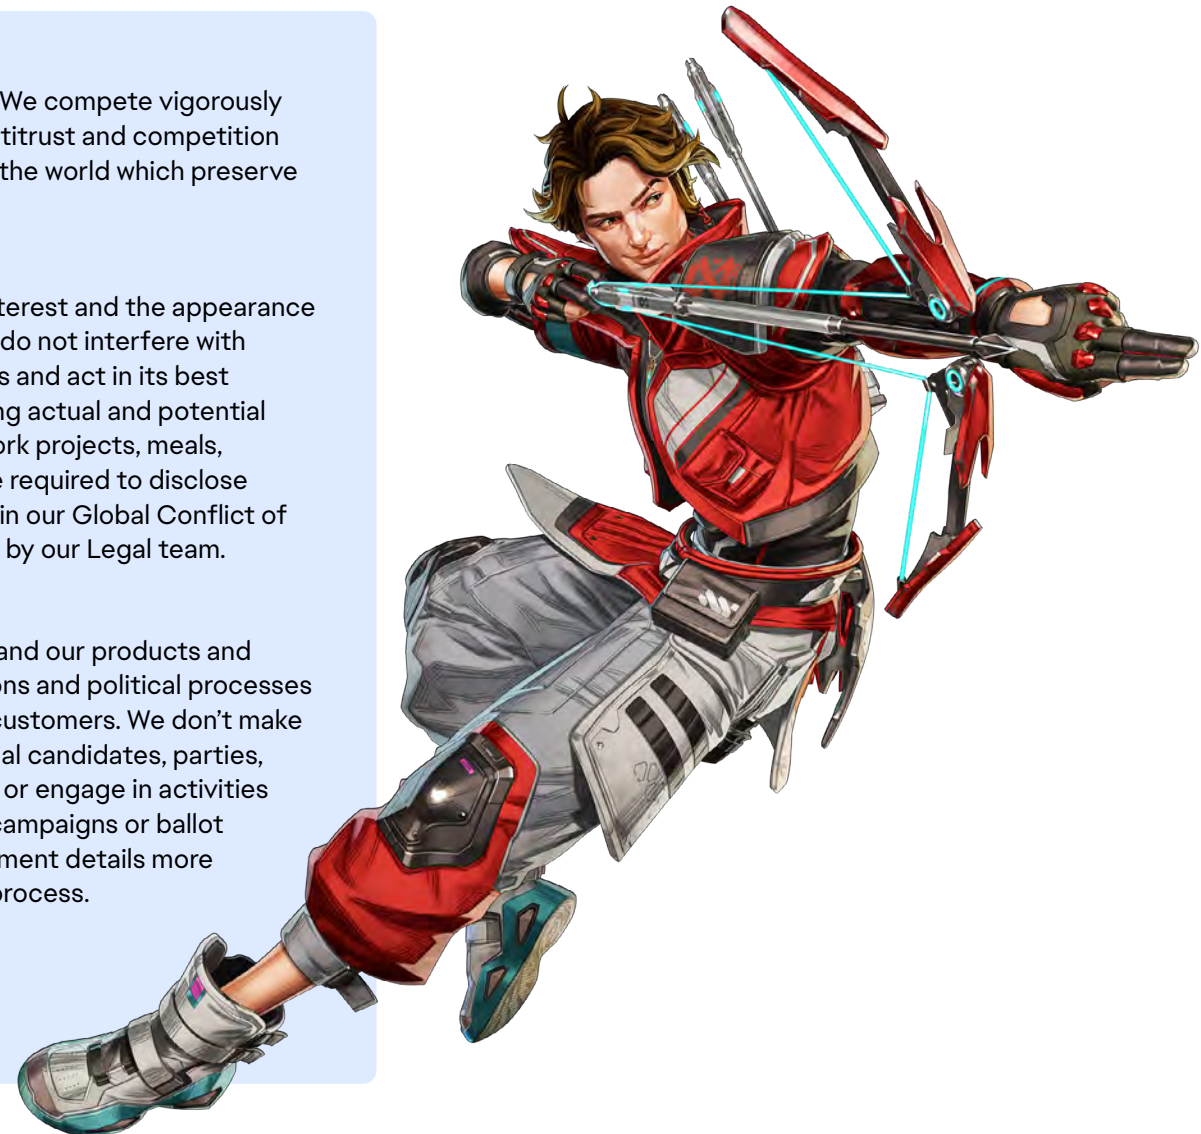 We compete vigorously
titrust and competition
the world which preserve
terest and the appearance
do not interfere with
s and act in its best
ng actual and potential
ork projects, meals,
e required to disclose
in our Global Conflict of
by our Legal team.
and our products and
ons and political processes
customers. We don’t make
al candidates, parties,
or engage in activities
campaigns or ballot
ment details more
process.